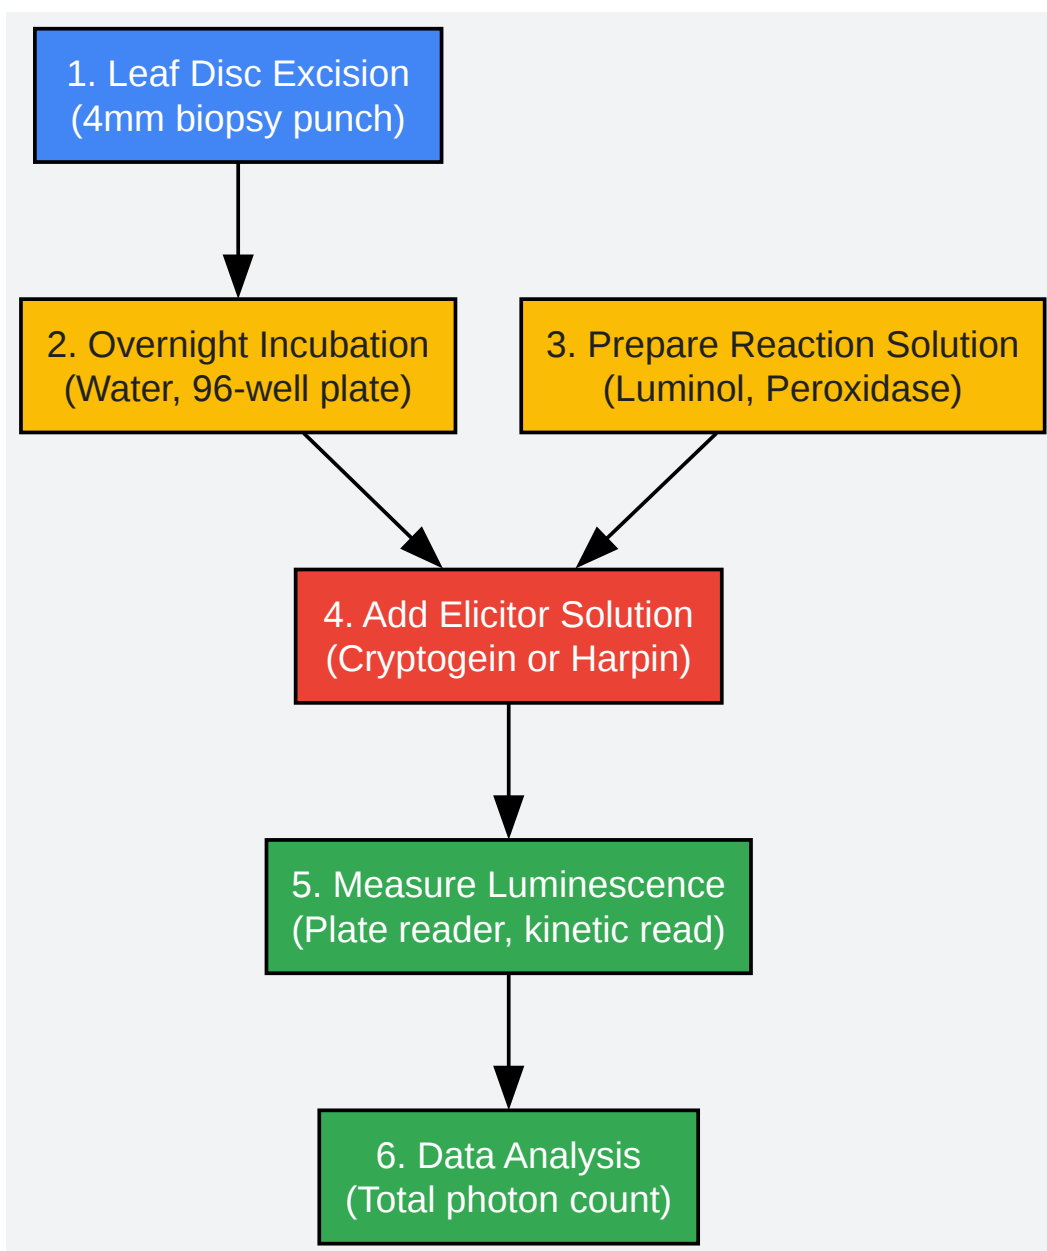 1. Leaf Disc Excision
(4mm biopsy punch)
2. Overnight Incubation
(Water, 96-well plate)
3. Prepare Reaction Solution
(Luminol, Peroxidase)
4. Add Elicitor Solution
(Cryptogein or Harpin)
5. Measure Luminescence
(Plate reader, kinetic read)
6. Data Analysis
(Total photon count)